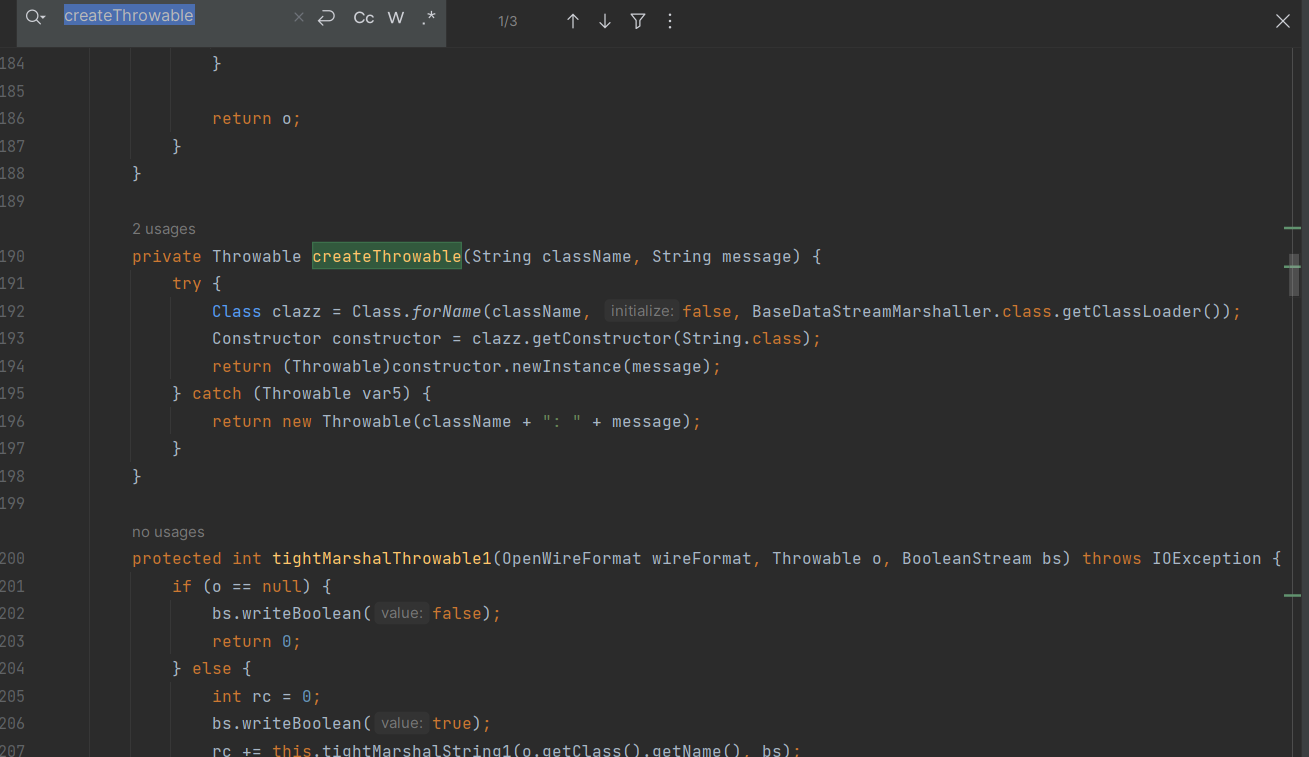 createThrowable × Cc W .* 1/3
184 }
185
186 return o;
187 }
188 }
189
2 usages
190 private Throwable createThrowable(String className, String message) {
191 try {
192 Class clazz = Class.forName(className, initialize: false, BaseDataStreamMarshaller.class.getClassLoader());
193 Constructor constructor = clazz.getConstructor(String.class);
194 return (Throwable)constructor.newInstance(message);
195 } catch (Throwable var5) {
196 return new Throwable(className + ": " + message);
197 }
198 }
199
no usages
200 protected int tightMarshalThrowable1(OpenWireFormat wireFormat, Throwable o, BooleanStream bs) throws IOException {
201 if (o == null) {
202 bs.writeBoolean( value: false);
203 return 0;
204 } else {
205 int rc = 0;
206 bs.writeBoolean( value: true);
207 rc += this.tightMarshalString1(o.getClass().getName(), bs);